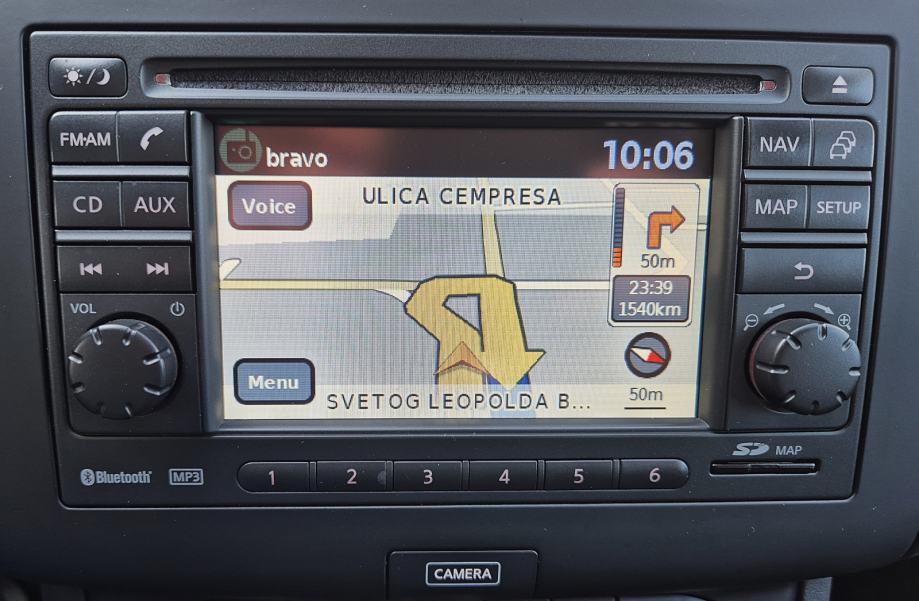 FM·AM
CD AUX
VOL
bravo 10:06
Voice
ULICA CEMPRESA
50m
23:39
1540km
Menu
SVETOG LEOPOLDA B...
50m
NAV
MAP SETUP
Bluetooth MP3
1 2 3 4 5 6
SD MAP
CAMERA